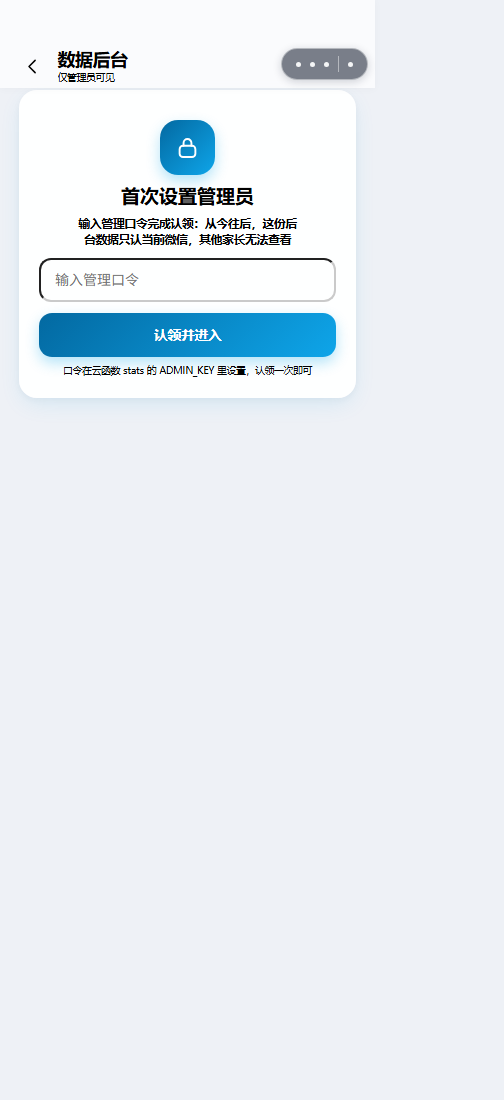 数据后台
仅管理员可见
首次设置管理员
输入管理口令完成认领：从今往后，这份后
台数据只认当前微信，其他家长无法查看
输入管理口令
认领并进入
口令在云函数 stats 的 ADMIN_KEY 里设置，认领一次即可